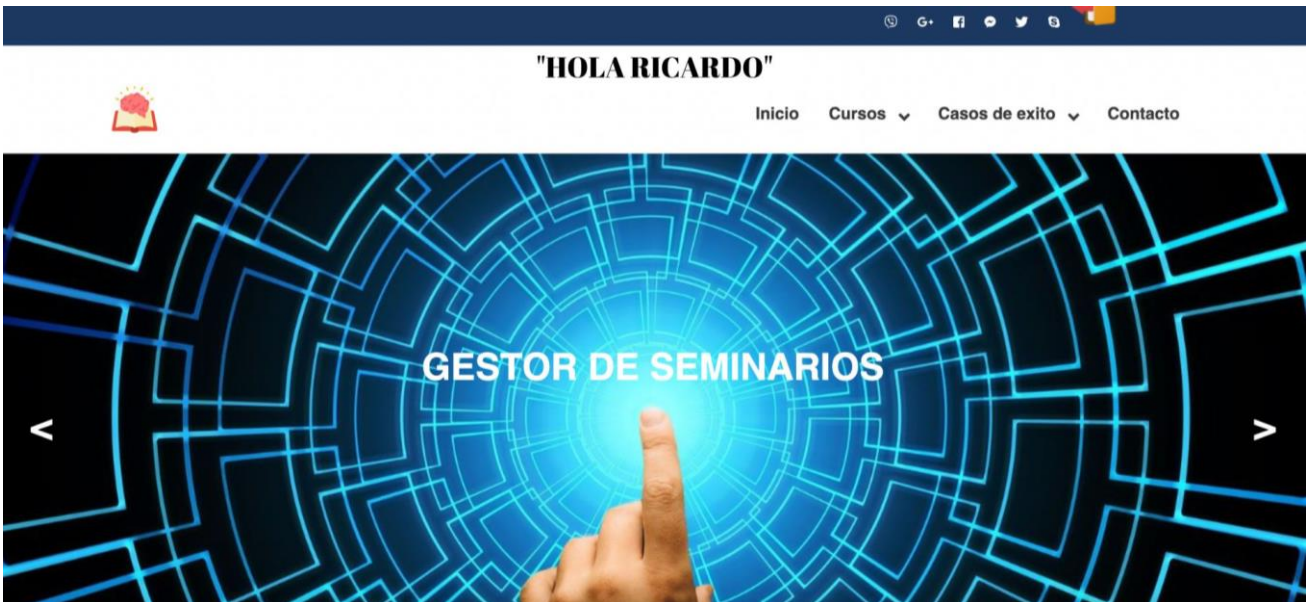 "HOLA RICARDO"
Inicio Cursos Casos de exito Contacto
GESTOR DE SEMINARIOS
< >